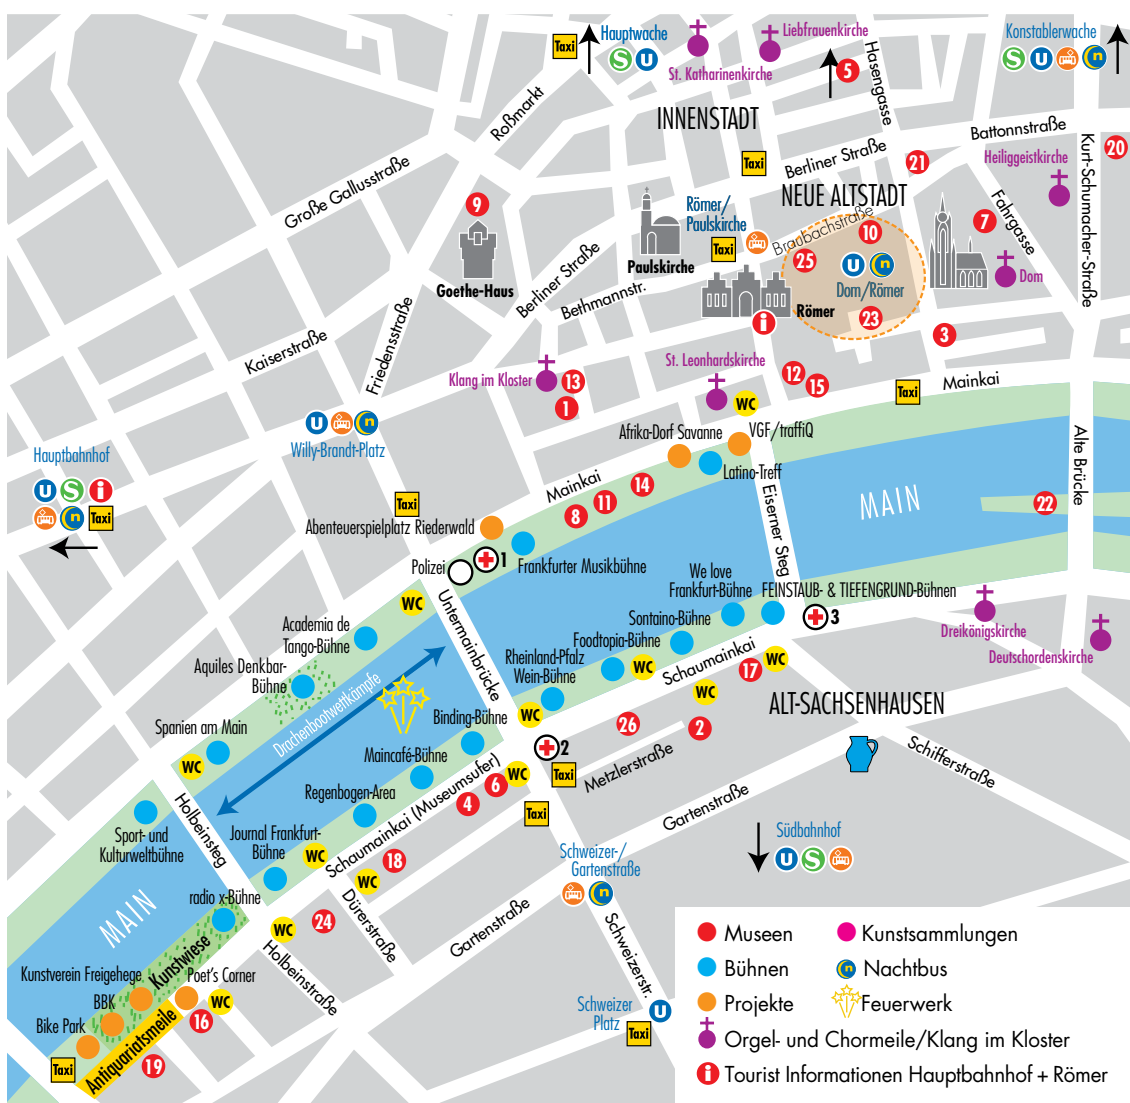 Taxi
Hauptwache
S U
Liebfrauenkirche
St. Katharinenkirche
Konstablerwache
S U n
5
Hasengasse
INNENSTADT
Roßmarkt
Battonnstraße
20
Kurt-Schumacher-Straße
Taxi
Berliner Straße
21
Heiliggeistkirche
Große Gallusstraße
NEUE ALTSTADT
9
Römer/
Paulskirche
Taxi
Braubachstraße
10
7
Fahrgasse
25
Paulskirche
U n
Dom/Römer
Dom
Goethe-Haus
Berliner Straße
Bethmannstr.
Römer
23
i
3
Friedensstraße
Kaiserstraße
Klang im Kloster
13
1
St. Leonhardskirche
12
15
Taxi
Mainkai
WC
U n
Willy-Brandt-Platz
Hauptbahnhof
U S i
n Taxi
Afrika-Dorf Savanne
VGF/traffiQ
Latino-Treff
Alte Brücke
Mainkai
14
11
8
Taxi
MAIN
22
Eiserner Steg
Abenteuerspielplatz Riederwald
Polizei
1
Frankfurter Musikbühne
We love
Frankfurt-Bühne
FEINSTAUB- & TIEFENGRUND-Bühnen
WC
Untermainbrücke
Sontaino-Bühne
3
Dreikönigskirche
Deutschordenskirche
Academia de
Tango-Bühne
Foodtopia-Bühne
Aquiles Denkbar-
Bühne
Rheinland-Pfalz
Wein-Bühne
WC
Schaumainkai
17
WC
WC
Drachenbootwettkämpfe
Binding-Bühne
WC
26
2
ALT-SACHSENHAUSEN
Spanien am Main
WC
Maincafé-Bühne
2
Metzlerstraße
Schifferstraße
Regenbogen-Area
WC
6
4
Taxi
Taxi
Schaumainkai (Museumsufer)
Gartenstraße
Holbeinsteg
Sport- und
Kulturweltbühne
Journal Frankfurt-
Bühne
WC
18
WC
Südbahnhof
U S
Schweizer-/
Gartenstraße
n
radio x-Bühne
Dürerstraße
24
WC
Gartenstraße
MAIN
Schweizerstr.
Holbeinstraße
Kunstwiese
Kunstverein Freigehege
Poet's Corner
BBK
WC
Bike Park
16
Antiquariatsmeile
19
Taxi
Schweizer
Platz
U
Taxi
Museen
Kunstsammlungen
Bühnen
n Nachtbus
Projekte
Feuerwerk
Orgel- und Chormeile/Klang im Kloster
i Tourist Informationen Hauptbahnhof + Römer